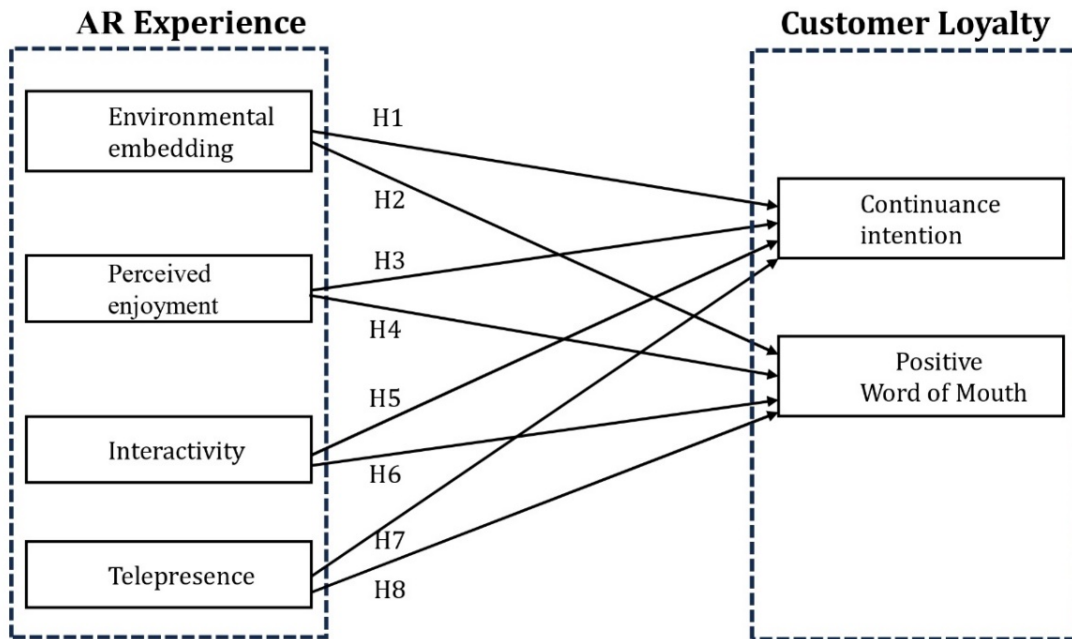 AR Experience
Customer Loyalty
Environmental
embedding
Perceived
enjoyment
Interactivity
Telepresence
H1
H2
H3
H4
H5
H6
H7
H8
Continuance
intention
Positive
Word of Mouth